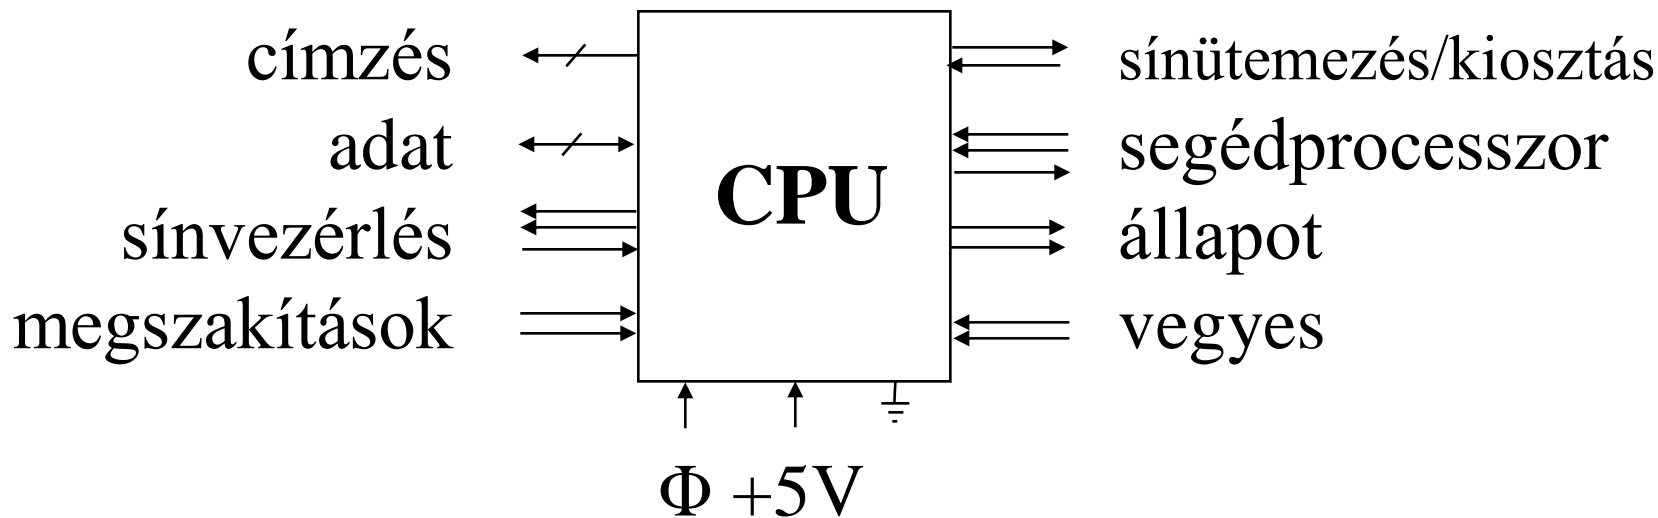 címzés
adat
sínvezérlés
megszakítások
CPU
sínütemezés/kiosztás
segédprocesszor
állapot
vegyes
Φ +5V